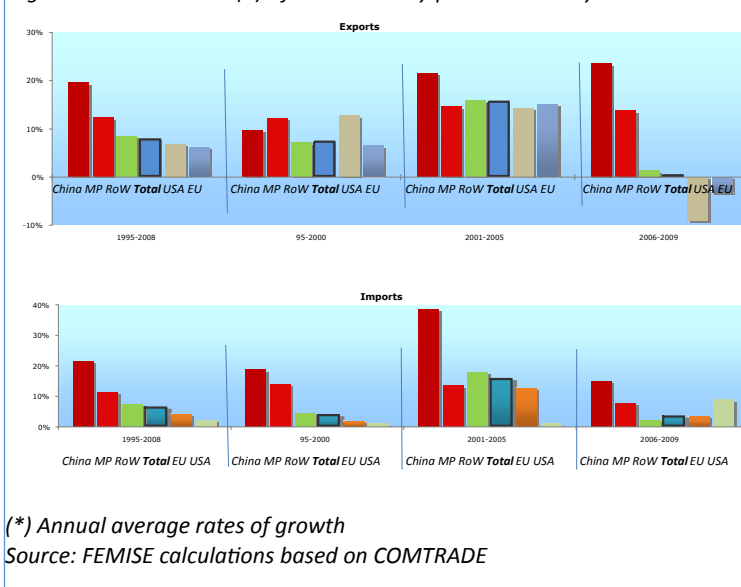 Exports
30%
20%
10%
0%
-10%
China MP RoW Total USA EU
China MP RoW Total USA EU
China MP RoW Total USA EU
China MP RoW Total USA EU
1995-2008 95-2000 2001-2005 2006-2009
Imports
40%
30%
20%
10%
0%
1995-2008 95-2000 2001-2005 2006-2009
China MP RoW Total EU USA
China MP RoW Total EU USA
China MP RoW Total EU USA
China MP RoW Total EU USA
(*) Annual average rates of growth
Source: FEMISE calculations based on COMTRADE